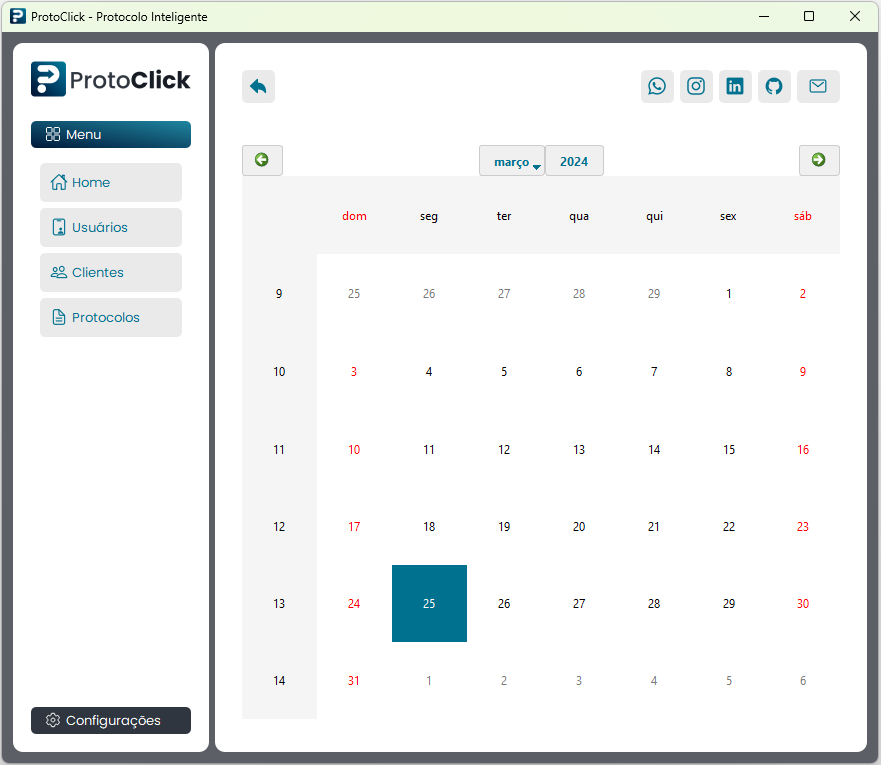 ProtoClick - Protocolo Inteligente
ProtoClick
Menu
Home
Usuários
Clientes
Protocolos
Configurações
março 2024
dom seg ter qua qui sex sáb
9 25 26 27 28 29 1 2
10 3 4 5 6 7 8 9
11 10 11 12 13 14 15 16
12 17 18 19 20 21 22 23
13 24 25 26 27 28 29 30
14 31 1 2 3 4 5 6